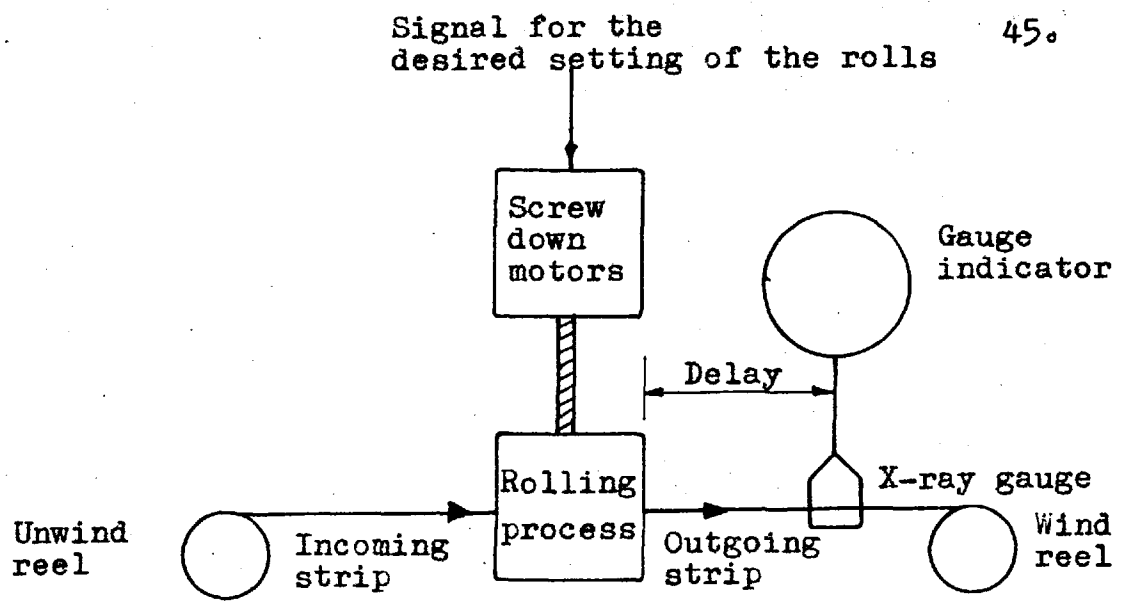 Signal for the
desired setting of the rolls
45.
Screw
down
motors
Gauge
indicator
Delay
Rolling
process
X-ray gauge
Unwind
reel
Incoming
strip
Outgoing
strip
Wind
reel